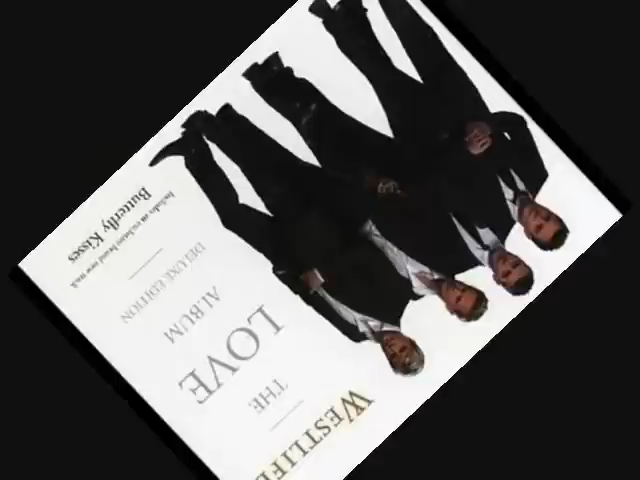 WESTLIFE
THE
LOVE
ALBUM
DELUXE EDITION
Includes an exclusive brand new track
Butterfly Kisses